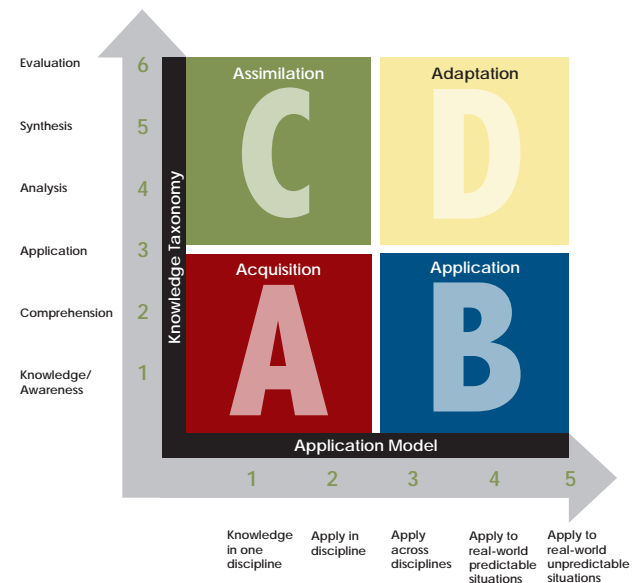 Evaluation
6
Synthesis
5
Analysis
4
Application
3
Comprehension
2
Knowledge/
Awareness
1
Knowledge Taxonomy
Assimilation
C
Adaptation
D
Acquisition
A
Application
B
Application Model
1
2
3
4
5
Knowledge
in one
discipline
Apply in
discipline
Apply
across
disciplines
Apply to
real-world
predictable
situations
Apply to
real-world
unpredictable
situations